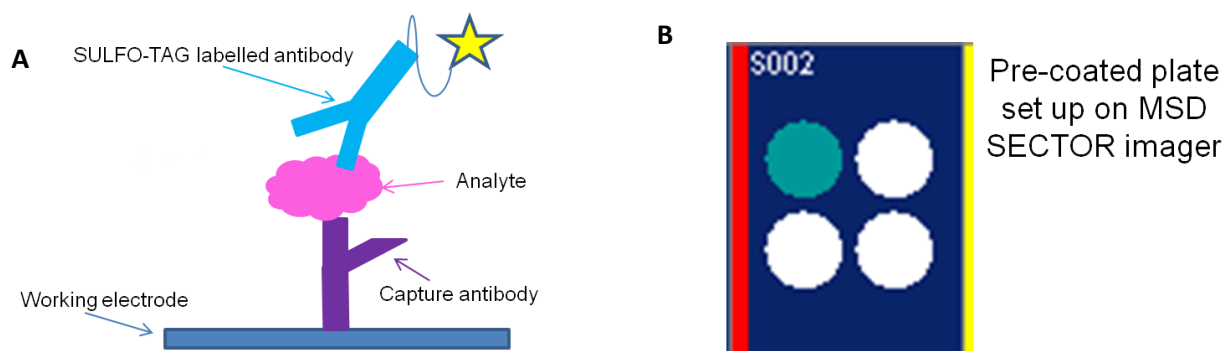 A
SULFO-TAG labelled antibody
Analyte
Capture antibody
Working electrode
B
S002
Pre-coated plate
set up on MSD
SECTOR imager